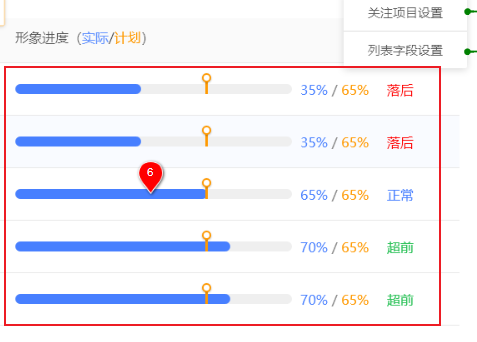 关注项目设置
形象进度（实际/计划）
列表字段设置
35% / 65% 落后
35% / 65% 落后
6
65% / 65% 正常
70% / 65% 超前
70% / 65% 超前